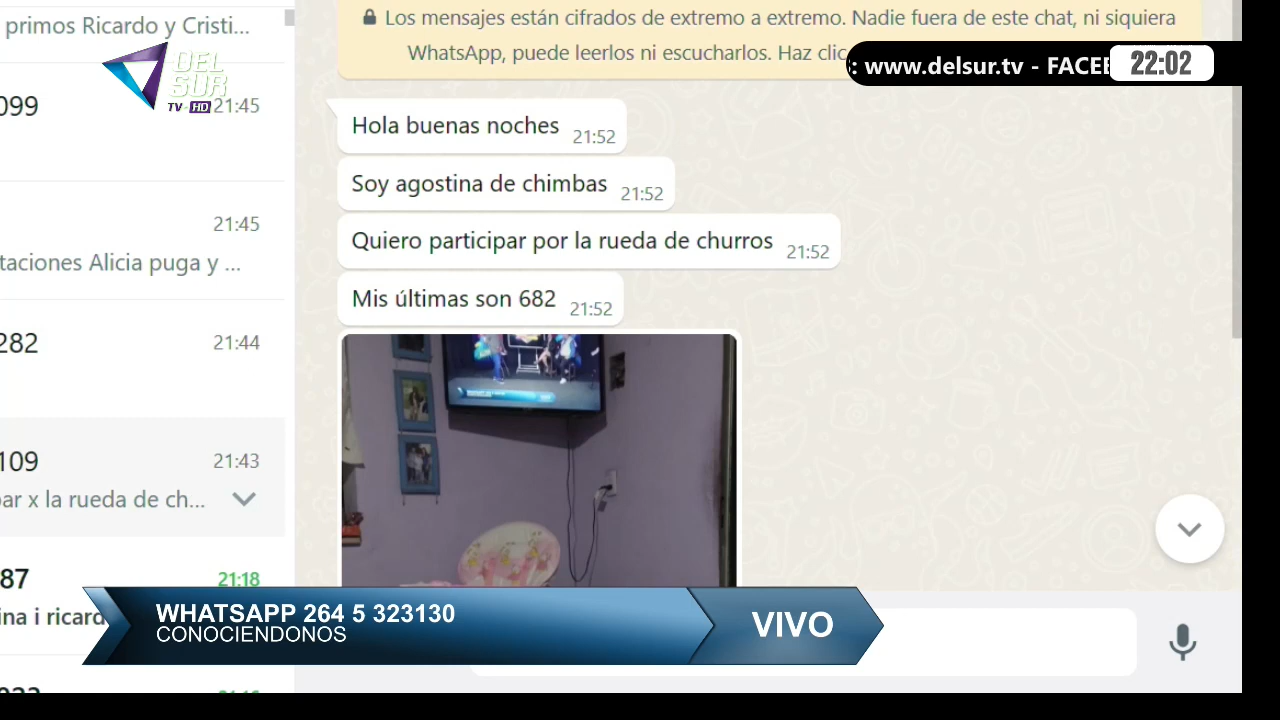 primos Ricardo y Cristi...
DEL
SUR
TV HD
099
21:45
21:45
taciones Alicia puga y ...
282
21:44
109
21:43
par x la rueda de ch...
87
21:18
ina i ricard
Los mensajes están cifrados de extremo a extremo. Nadie fuera de este chat, ni siquiera
WhatsApp, puede leerlos ni escucharlos. Haz clic
: www.delsur.tv - FACEB
22:02
Hola buenas noches 21:52
Soy agostina de chimbas 21:52
Quiero participar por la rueda de churros 21:52
Mis últimas son 682 21:52
WHATSAPP 264 5 323130
CONOCIENDONOS
VIVO